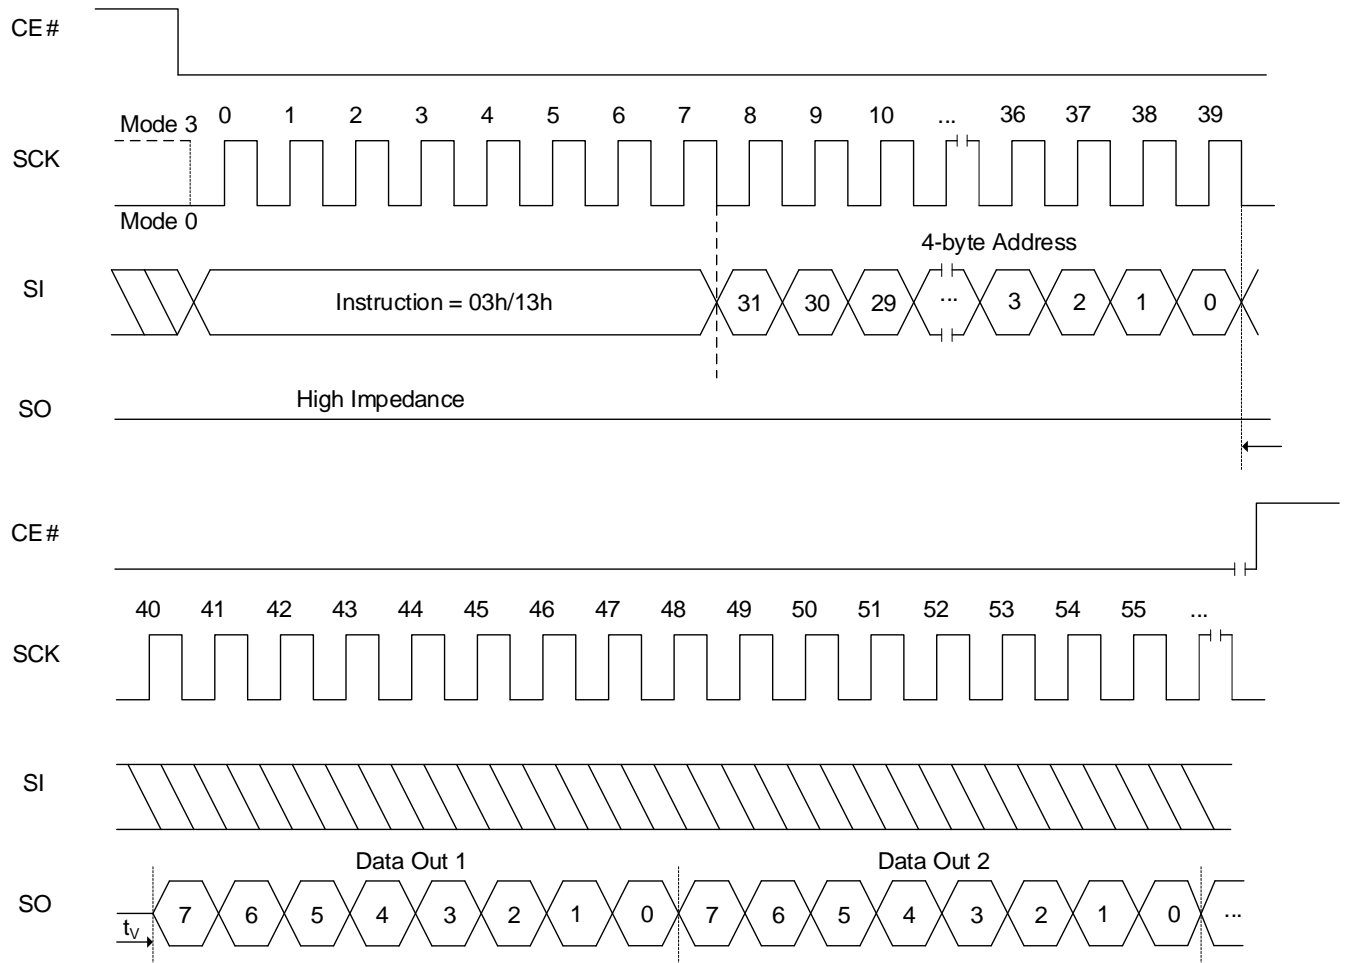 CE#
0 1 2 3 4 5 6 7 8 9 10 ... 36 37 38 39
Mode 3
SCK
Mode 0
4-byte Address
SI
Instruction = 03h/13h
31 30 29 ... 3 2 1 0
High Impedance
SO
CE#
40 41 42 43 44 45 46 47 48 49 50 51 52 53 54 55 ...
SCK
SI
Data Out 1 Data Out 2
SO
7 6 5 4 3 2 1 0 7 6 5 4 3 2 1 0 ...
tV